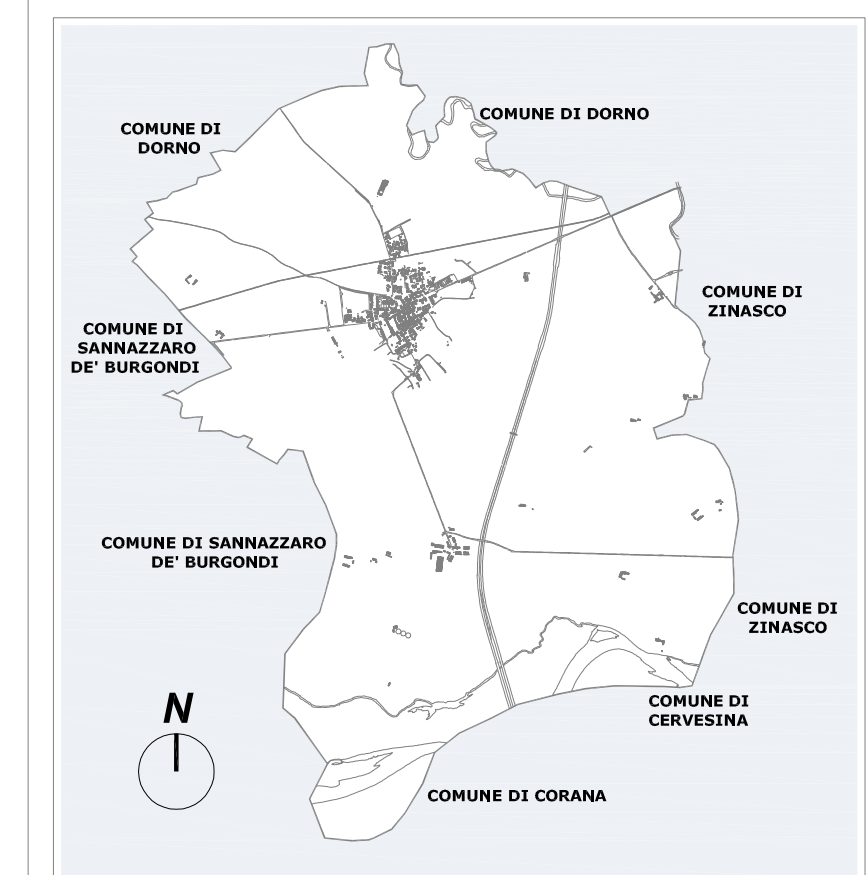 COMUNE DI DORNO
COMUNE DI
DORNO
COMUNE DI
ZINASCO
COMUNE DI
SANNAZZARO
DE' BURGONDI
COMUNE DI SANNAZZARO
DE' BURGONDI
COMUNE DI
ZINASCO
COMUNE DI
CERVESINA
N
COMUNE DI CORANA